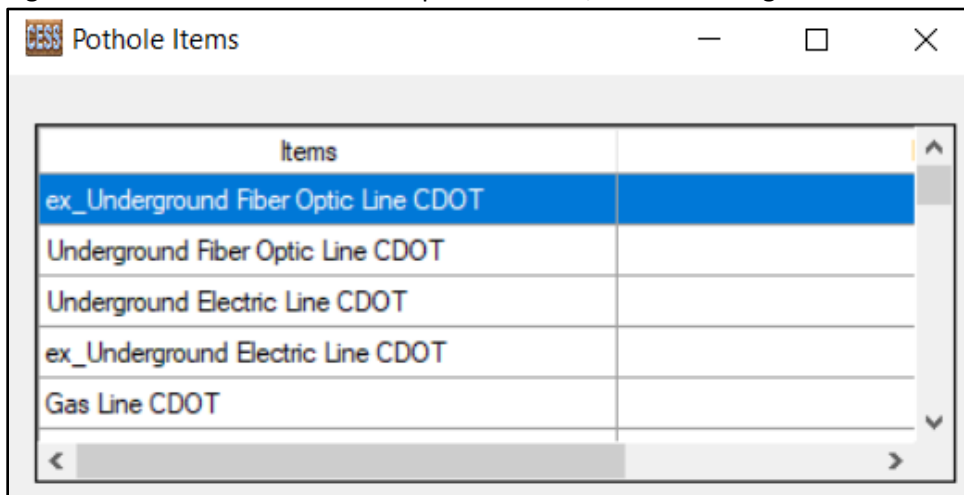 CESS Pothole Items
Items
ex_Underground Fiber Optic Line CDOT
Underground Fiber Optic Line CDOT
Underground Electric Line CDOT
ex_Underground Electric Line CDOT
Gas Line CDOT